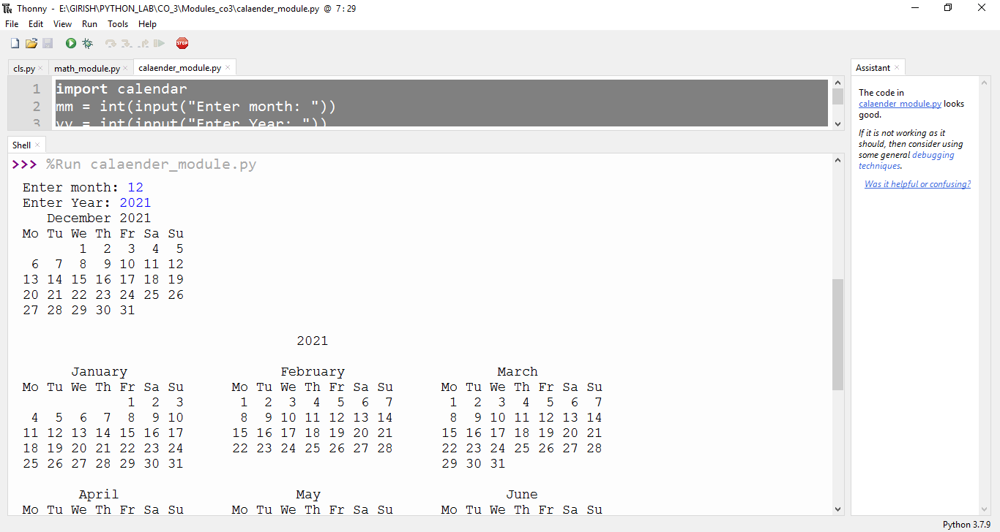 Thonny - E:\GIRISH\PYTHON_LAB\CO_3\Modules_co3\calaender_module.py @ 7:29
File Edit View Run Tools Help
STOP
cls.py × math_module.py × calaender_module.py ×
1 import calendar
2 mm = int(input("Enter month: "))
3 yy = int(input("Enter Year: "))
Shell ×
>>> %Run calaender_module.py
Enter month: 12
Enter Year: 2021
   December 2021
Mo Tu We Th Fr Sa Su
       1  2  3  4  5
 6  7  8  9 10 11 12
13 14 15 16 17 18 19
20 21 22 23 24 25 26
27 28 29 30 31
                                  2021
      January                   February                   March
Mo Tu We Th Fr Sa Su      Mo Tu We Th Fr Sa Su      Mo Tu We Th Fr Sa Su
             1  2  3       1  2  3  4  5  6  7       1  2  3  4  5  6  7
 4  5  6  7  8  9 10       8  9 10 11 12 13 14       8  9 10 11 12 13 14
11 12 13 14 15 16 17      15 16 17 18 19 20 21      15 16 17 18 19 20 21
18 19 20 21 22 23 24      22 23 24 25 26 27 28      22 23 24 25 26 27 28
25 26 27 28 29 30 31                                29 30 31
       April                      May                       June
Mo Tu We Th Fr Sa Su      Mo Tu We Th Fr Sa Su      Mo Tu We Th Fr Sa Su
Assistant ×
The code in
calaender_module.py looks
good.
If it is not working as it
should, then consider using
some general debugging
techniques.
Was it helpful or confusing?
Python 3.7.9